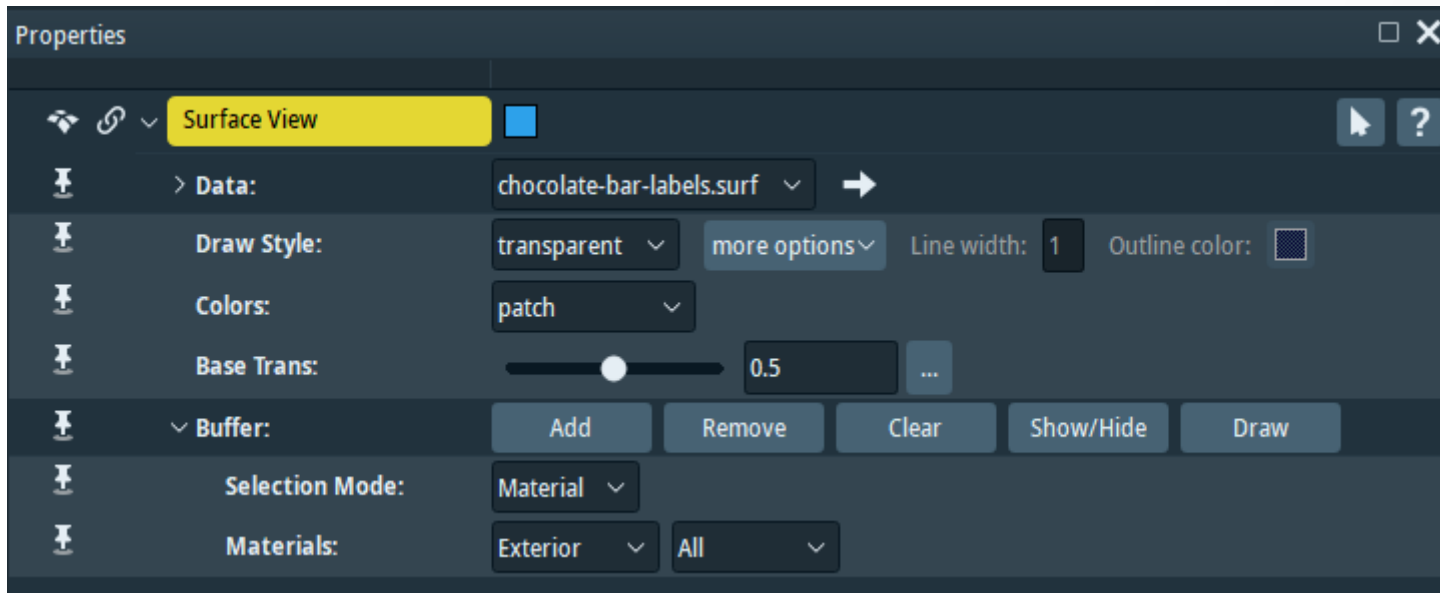 Properties
Surface View ?
Data: chocolate-bar-labels.surf
Draw Style: transparent more options Line width: 1 Outline color:
Colors: patch
Base Trans: 0.5 ...
Buffer: Add Remove Clear Show/Hide Draw
Selection Mode: Material
Materials: Exterior All